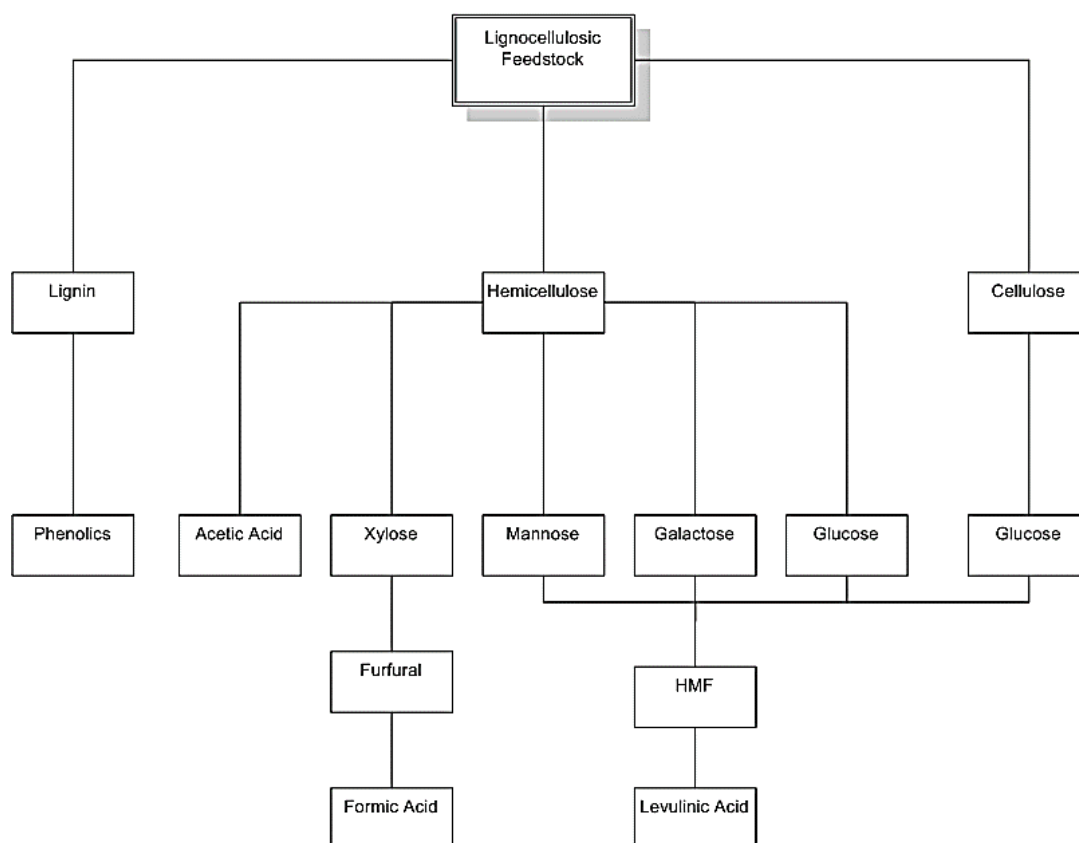 Lignocellulosic
Feedstock
Lignin
Hemicellulose
Cellulose
Phenolics
Acetic Acid
Xylose
Mannose
Galactose
Glucose
Glucose
Furfural
HMF
Formic Acid
Levulinic Acid